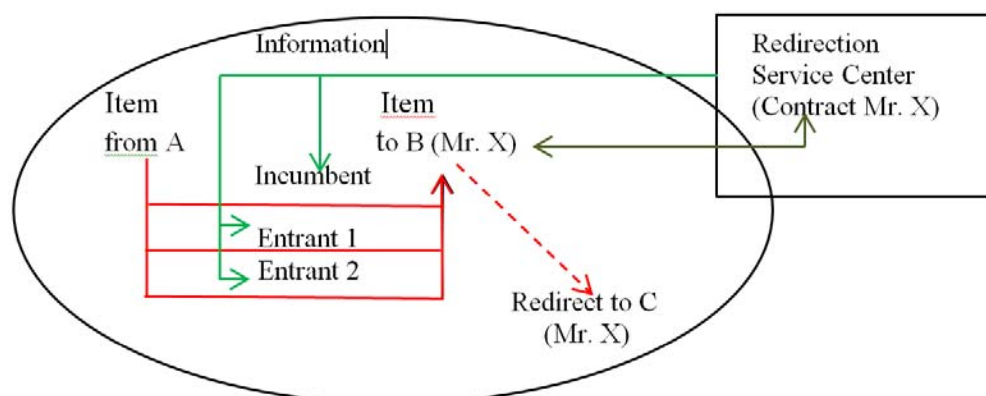 Information
Redirection
Service Center
(Contract Mr. X)
Item
from A
Item
to B (Mr. X)
Incumbent
Entrant 1
Entrant 2
Redirect to C
(Mr. X)